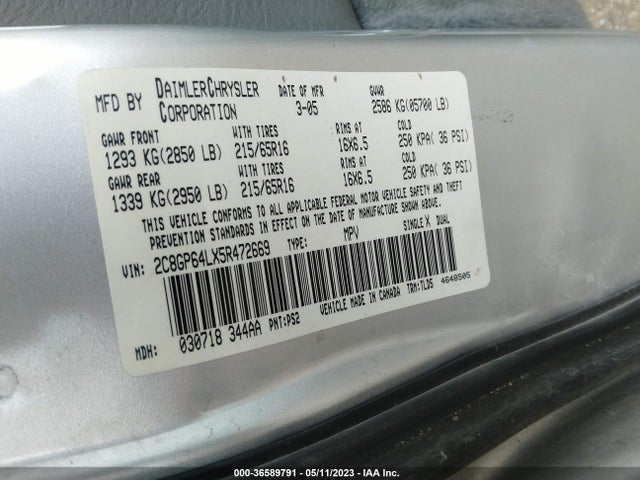 MFD BY DAIMLERCHRYSLER CORPORATION DATE OF MFR 3-05 GVWR 2586 KG(05700 LB)
GAWR FRONT WITH TIRES RIMS AT COLD
1293 KG(2850 LB) 215/65R16 16X6.5 250 KPA( 36 PSI)
GAWR REAR WITH TIRES RIMS AT COLD
1339 KG(2950 LB) 215/65R16 16X6.5 250 KPA( 36 PSI)
THIS VEHICLE CONFORMS TO ALL APPLICABLE FEDERAL MOTOR VEHICLE SAFETY AND THEFT
PREVENTION STANDARDS IN EFFECT ON THE DATE OF MANUFACTURE SHOWN ABOVE.
VIN: 2C8GP64LX5R472669 TYPE: MPV SINGLE X DUAL
MDH: 030718 344AA PNT:PS2 VEHICLE MADE IN CANADA TRM:TLDS 4648505
000-36589791 - 05/11/2023 - IAA Inc.